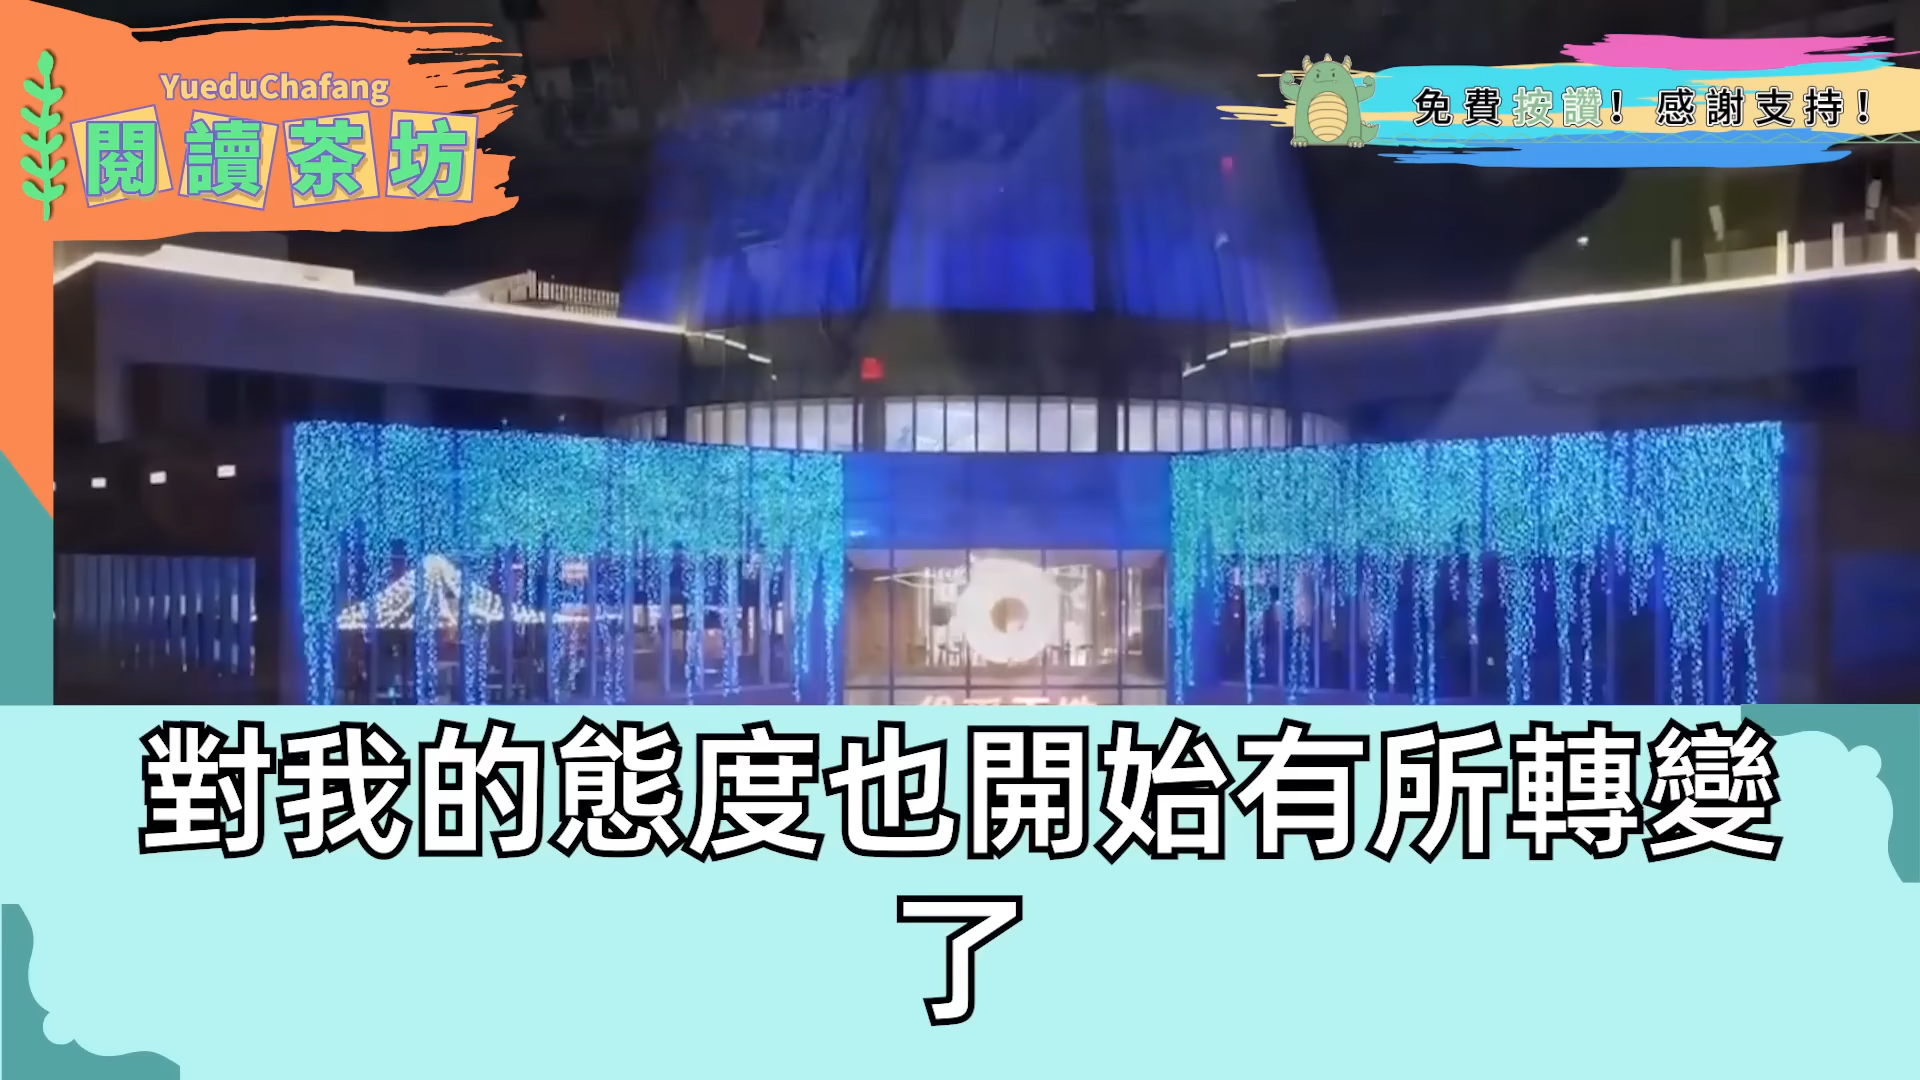 YueduChafang
閱讀茶坊
免費按讚！感謝支持！
對我的態度也開始有所轉變
了